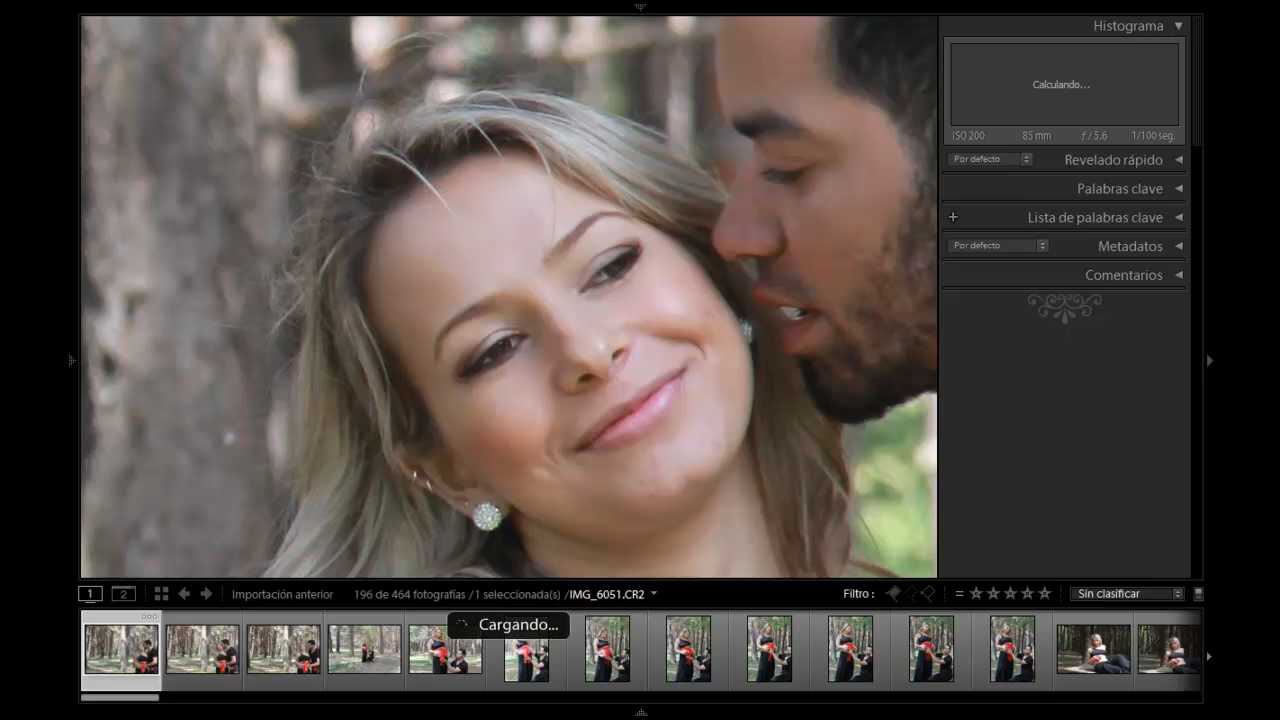 Histograma
Calculando...
ISO 200 85 mm ƒ / 5.6 1/100 seg.
Por defecto Revelado rápido
Palabras clave
+ Lista de palabras clave
Por defecto Metadatos
Comentarios
1 2 Importación anterior 196 de 464 fotografías / 1 seleccionada(s) / IMG_6051.CR2 Filtro : = Sin clasificar
Cargando...